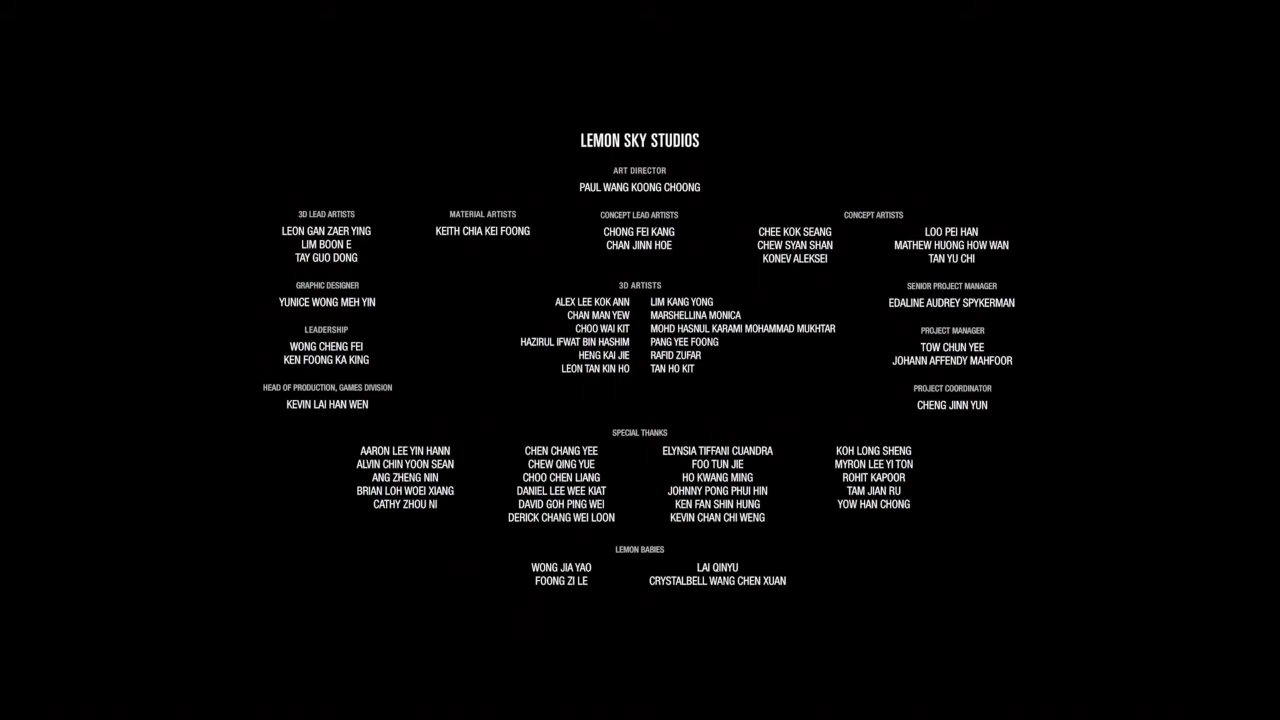 LEMON SKY STUDIOS
ART DIRECTOR
PAUL WANG KOONG CHOONG
3D LEAD ARTISTS
LEON GAN ZAER YING
LIM BOON E
TAY GUO DONG
MATERIAL ARTISTS
KEITH CHIA KEI FOONG
CONCEPT LEAD ARTISTS
CHONG FEI KANG
CHAN JINN HOE
CONCEPT ARTISTS
CHEE KOK SEANG
CHEW SYAN SHAN
KONEV ALEKSEI
LOO PEI HAN
MATHEW HUONG HOW WAN
TAN YU CHI
GRAPHIC DESIGNER
YUNICE WONG MEH YIN
LEADERSHIP
WONG CHENG FEI
KEN FOONG KA KING
HEAD OF PRODUCTION, GAMES DIVISION
KEVIN LAI HAN WEN
3D ARTISTS
ALEX LEE KOK ANN
CHAN MAN YEW
CHOO WAI KIT
HAZIRUL IFWAT BIN HASHIM
HENG KAI JIE
LEON TAN KIN HO
LIM KANG YONG
MARSHELLINA MONICA
MOHD HASNUL KARAMI MOHAMMAD MUKHTAR
PANG YEE FOONG
RAFID ZUFAR
TAN HO KIT
SENIOR PROJECT MANAGER
EDALINE AUDREY SPYKERMAN
PROJECT MANAGER
TOW CHUN YEE
JOHANN AFFENDY MAHFOOR
PROJECT COORDINATOR
CHENG JINN YUN
SPECIAL THANKS
AARON LEE YIN HANN
ALVIN CHIN YOON SEAN
ANG ZHENG NIN
BRIAN LOH WOEI XIANG
CATHY ZHOU NI
CHEN CHANG YEE
CHEW QING YUE
CHOO CHEN LIANG
DANIEL LEE WEE KIAT
DAVID GOH PING WEI
DERICK CHANG WEI LOON
ELYNSIA TIFFANI CUANDRA
FOO TUN JIE
HO KWANG MING
JOHNNY PONG PHUI HIN
KEN FAN SHIN HUNG
KEVIN CHAN CHI WENG
KOH LONG SHENG
MYRON LEE YI TON
ROHIT KAPOOR
TAM JIAN RU
YOW HAN CHONG
LEMON BABIES
WONG JIA YAO
FOONG ZI LE
LAI QINYU
CRYSTALBELL WANG CHEN XUAN